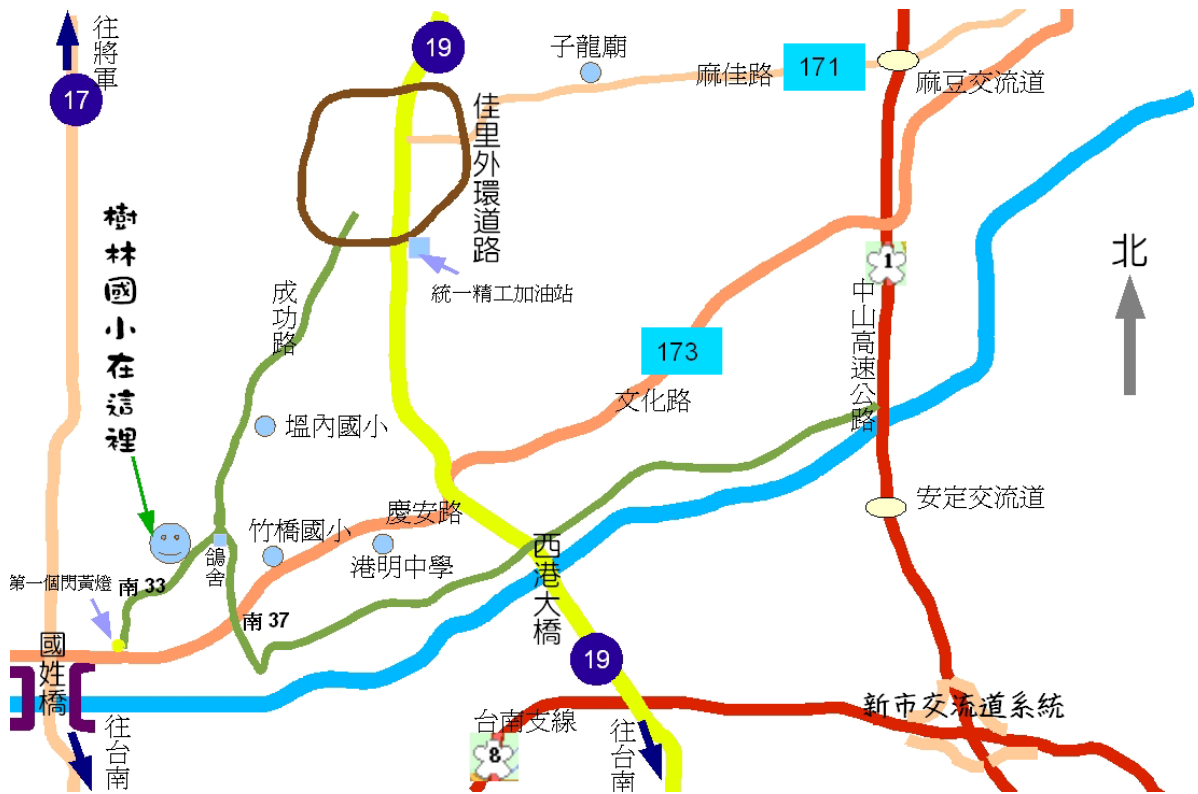 往將軍
17
19
子龍廟
麻佳路
171
麻豆交流道
佳里外環道路
樹林國小在這裡
統一精工加油站
成功路
1
中山高速公路
北
173
文化路
塭內國小
安定交流道
慶安路
竹橋國小
港明中學
鴿舍
西港大橋
第一個閃黃燈
南 33
南 37
國姓橋
19
往台南
台南支線
8
往台南
新市交流道系統